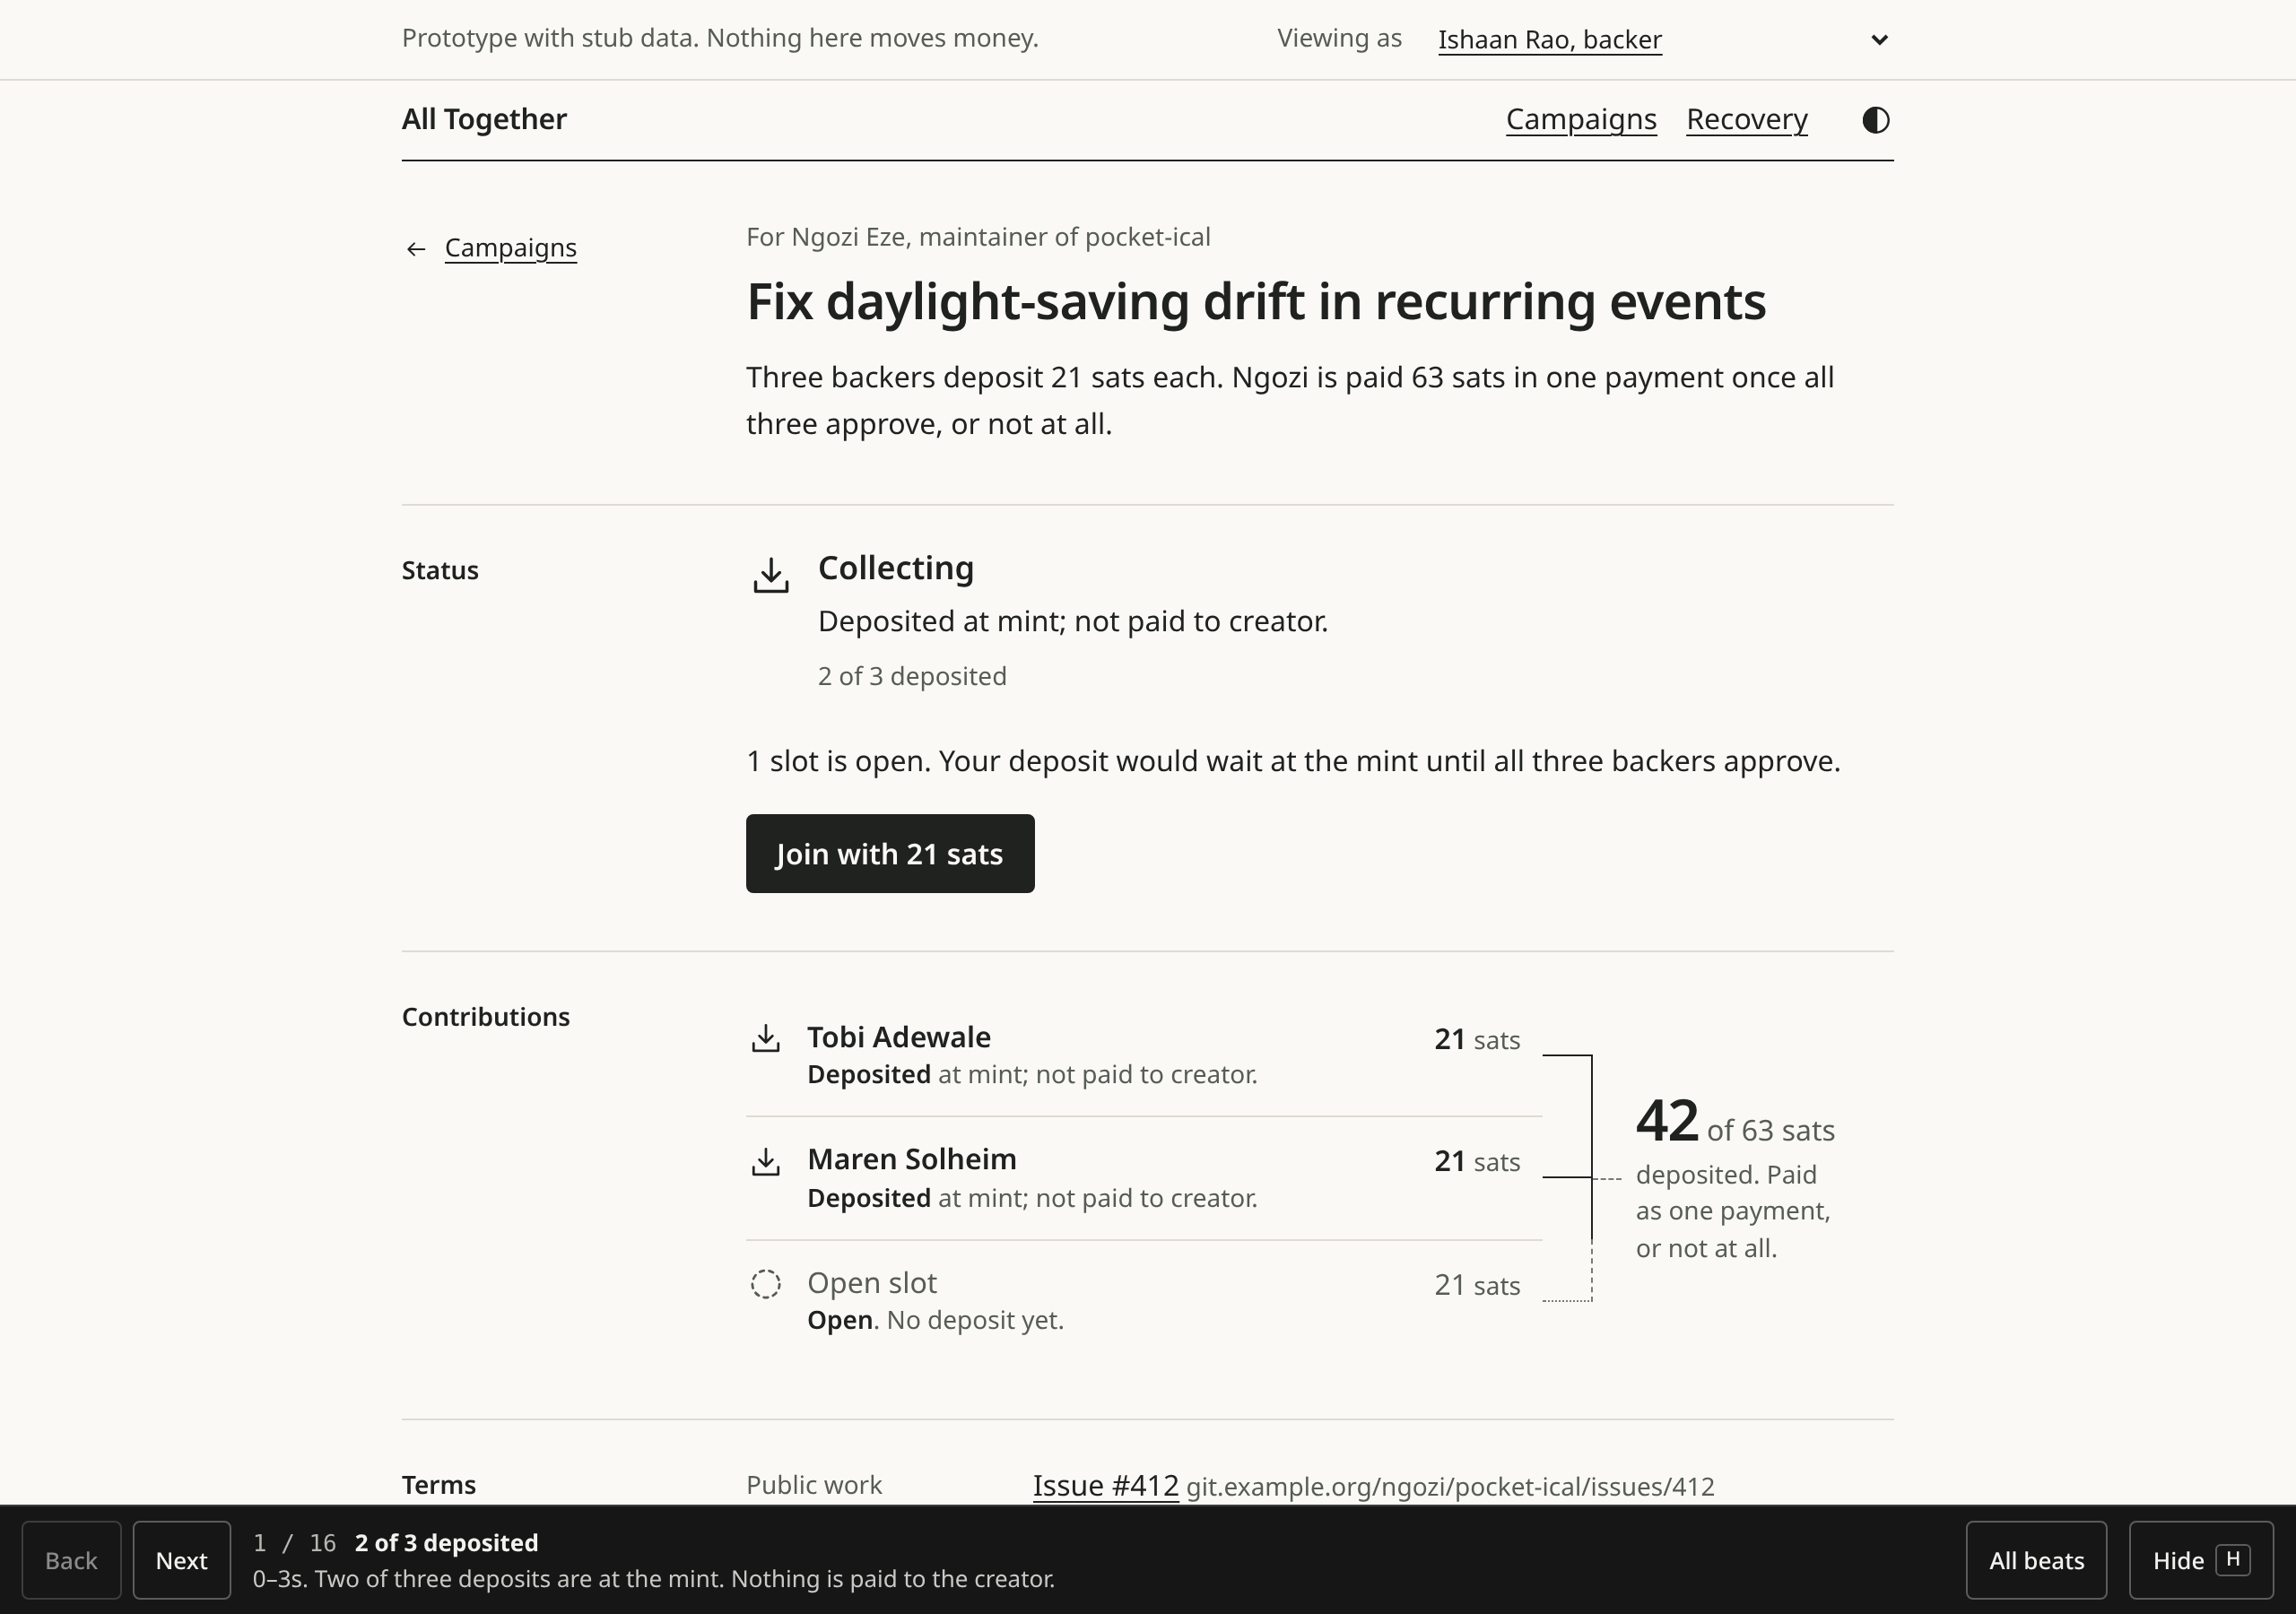 Prototype with stub data. Nothing here moves money.
Viewing as Ishaan Rao, backer
All Together
Campaigns Recovery
← Campaigns
For Ngozi Eze, maintainer of pocket-ical
Fix daylight-saving drift in recurring events
Three backers deposit 21 sats each. Ngozi is paid 63 sats in one payment once all
three approve, or not at all.
Status
Collecting
Deposited at mint; not paid to creator.
2 of 3 deposited
1 slot is open. Your deposit would wait at the mint until all three backers approve.
Join with 21 sats
Contributions
Tobi Adewale
Deposited at mint; not paid to creator.
21 sats
Maren Solheim
Deposited at mint; not paid to creator.
21 sats
Open slot
Open. No deposit yet.
21 sats
42 of 63 sats
deposited. Paid
as one payment,
or not at all.
Terms
Public work
Issue #412 git.example.org/ngozi/pocket-ical/issues/412
Back
Next
1 / 16 2 of 3 deposited
0–3s. Two of three deposits are at the mint. Nothing is paid to the creator.
All beats
Hide H